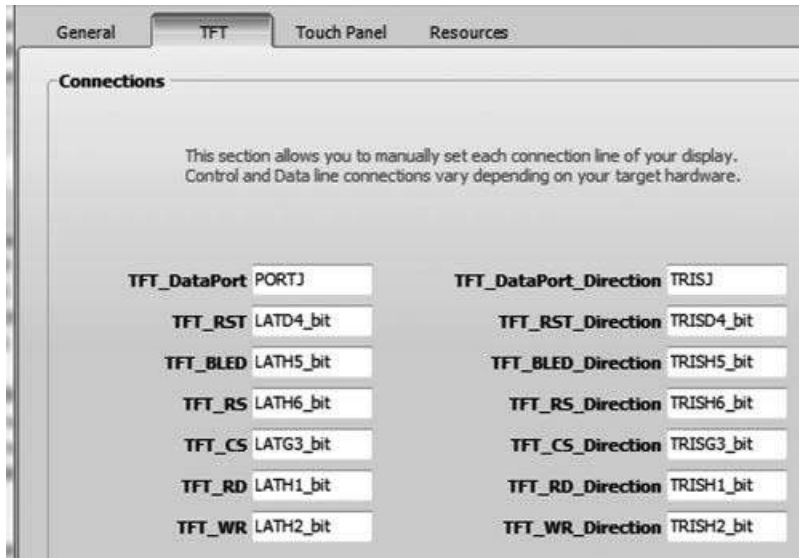 General TFT Touch Panel Resources
Connections
This section allows you to manually set each connection line of your display.
Control and Data line connections vary depending on your target hardware.
TFT_DataPort PORTJ TFT_DataPort_Direction TRISJ
TFT_RST LATD4_bit TFT_RST_Direction TRISD4_bit
TFT_BLED LATH5_bit TFT_BLED_Direction TRISH5_bit
TFT_RS LATH6_bit TFT_RS_Direction TRISH6_bit
TFT_CS LATG3_bit TFT_CS_Direction TRISG3_bit
TFT_RD LATH1_bit TFT_RD_Direction TRISH1_bit
TFT_WR LATH2_bit TFT_WR_Direction TRISH2_bit